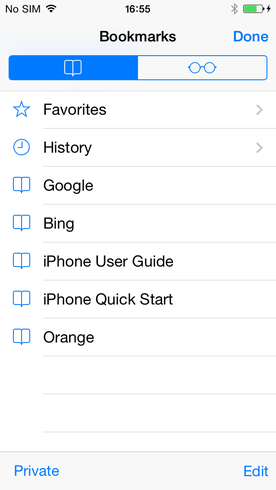 No SIM 16:55
Bookmarks Done
Favorites
History
Google
Bing
iPhone User Guide
iPhone Quick Start
Orange
Private Edit